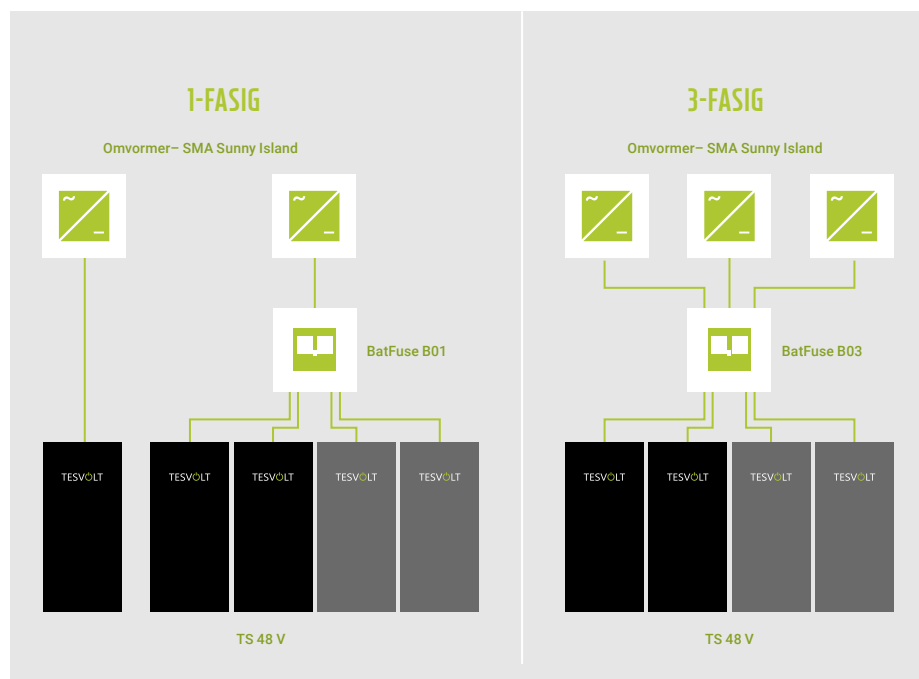 1-FASIG
Omvormer– SMA Sunny Island
BatFuse B01
TESVOLT
TESVOLT
TESVOLT
TESVOLT
TESVOLT
TS 48 V
3-FASIG
Omvormer– SMA Sunny Island
BatFuse B03
TESVOLT
TESVOLT
TESVOLT
TESVOLT
TS 48 V